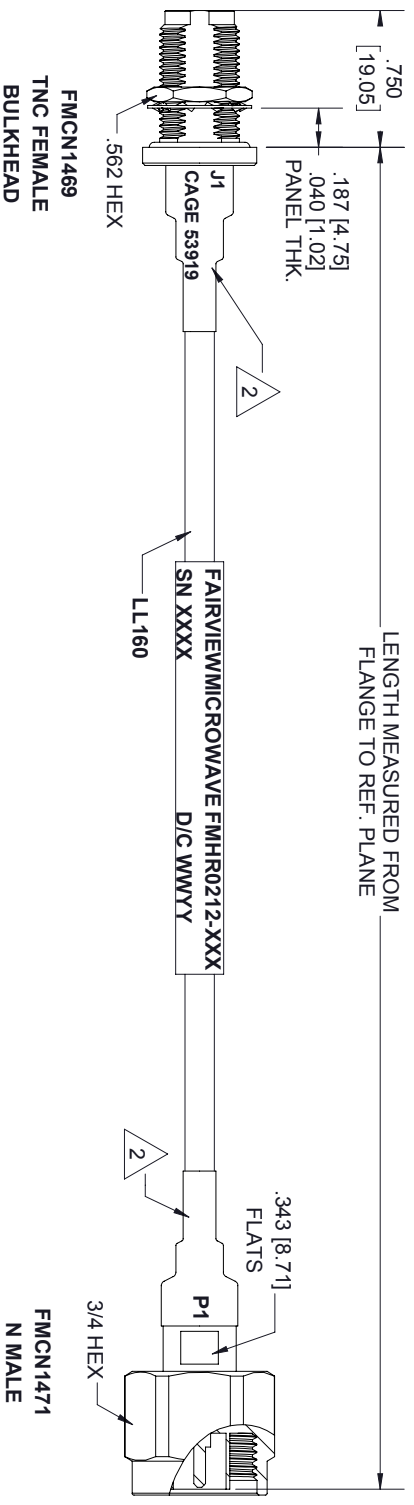 .750
[19.05]
LENGTH MEASURED FROM
FLANGE TO REF. PLANE
.187 [4.75]
.040 [1.02]
PANEL THK.
.562 HEX
J1
CAGE 53919
2
FMCN1469
TNC FEMALE
BULKHEAD
LL160
FAIRVIEWMICROWAVE FMHR0212-XXX
SN XXXX D/C WWYY
2
.343 [8.71]
FLATS
P1
3/4 HEX
FMCN1471
N MALE